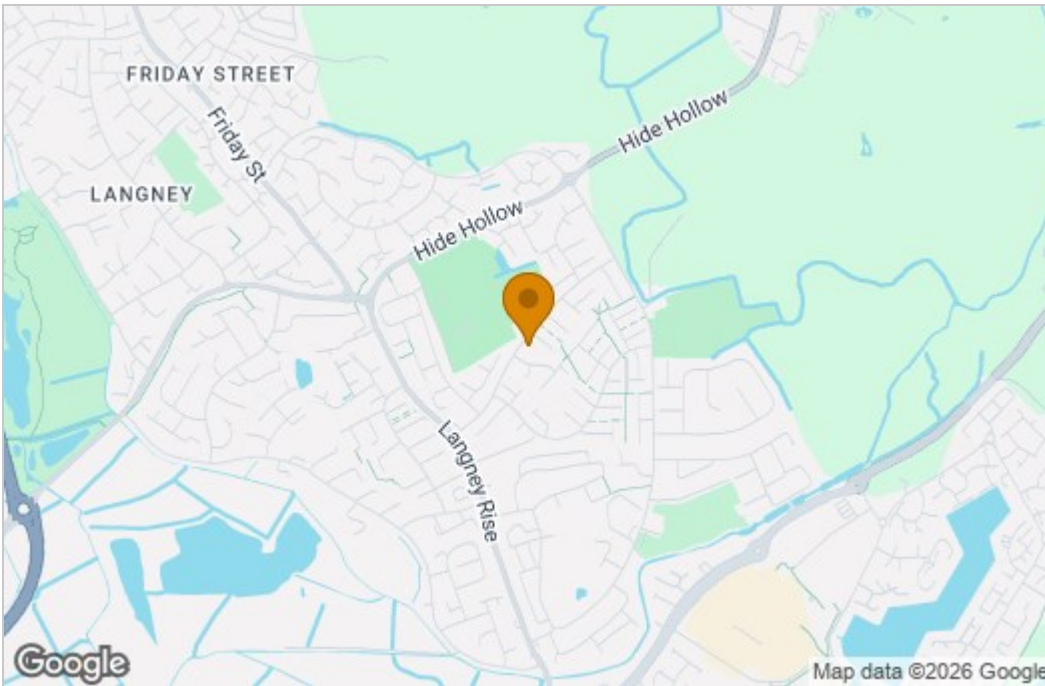 FRIDAY STREET
Friday St
Hide Hollow
LANGNEY
Hide Hollow
Langney Rise
Google
Map data ©2026 Google